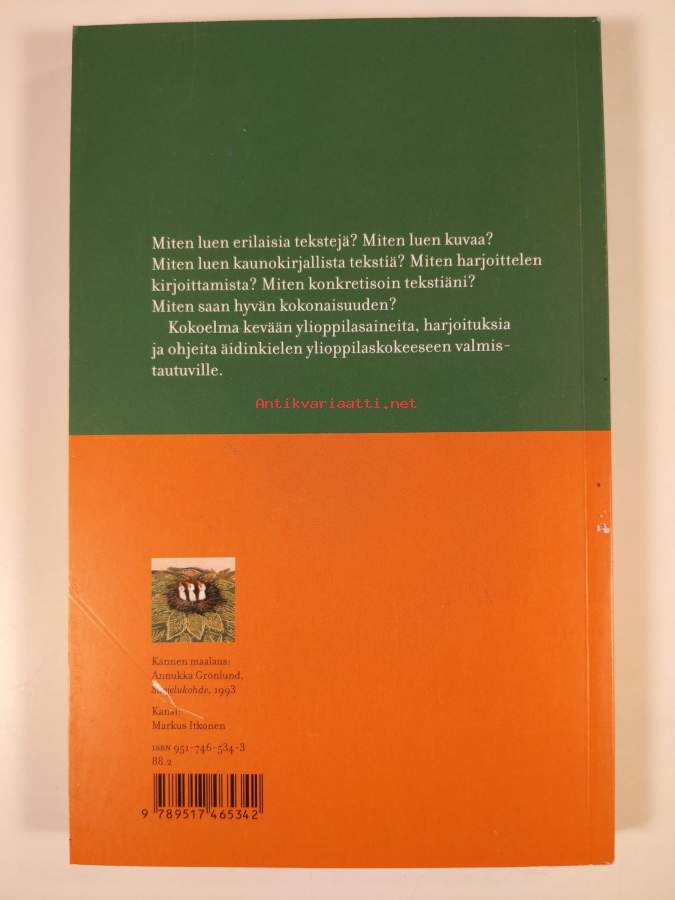 Miten luen erilaisia tekstejä? Miten luen kuvaa?
Miten luen kaunokirjallista tekstiä? Miten harjoittelen
kirjoittamista? Miten konkretisoin tekstiäni?
Miten saan hyvän kokonaisuuden?
Kokoelma kevään ylioppilasaineita, harjoituksia
ja ohjeita äidinkielen ylioppilaskokeeseen valmis-
tautuville.
Antikvariaatti.net
Kannen maalaus:
Annukka Grönlund,
1993
Kansi:
Markus Itkonen
ISBN 951-746-534-3
88.2
9 789517 465342